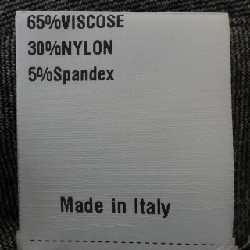 65%VISCOSE
30%NYLON
5%Spandex
Made in Italy